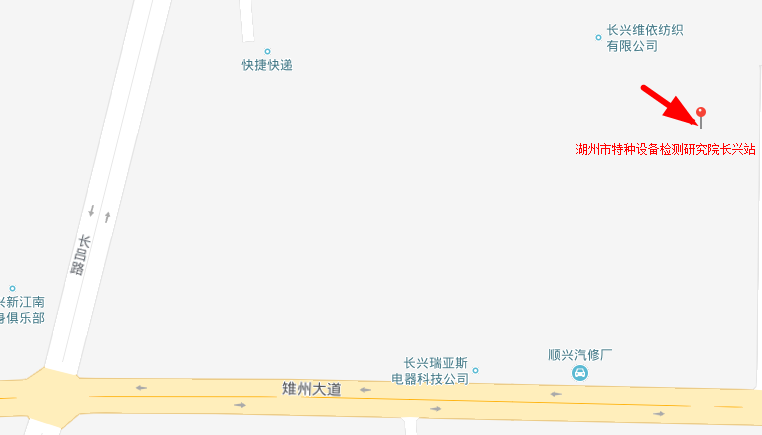 长兴维依纺织
有限公司
快捷快递
湖州市特种设备检测研究院长兴站
长吕路
兴新江南
身俱乐部
长兴瑞亚斯
电器科技公司
顺兴汽修厂
雉州大道